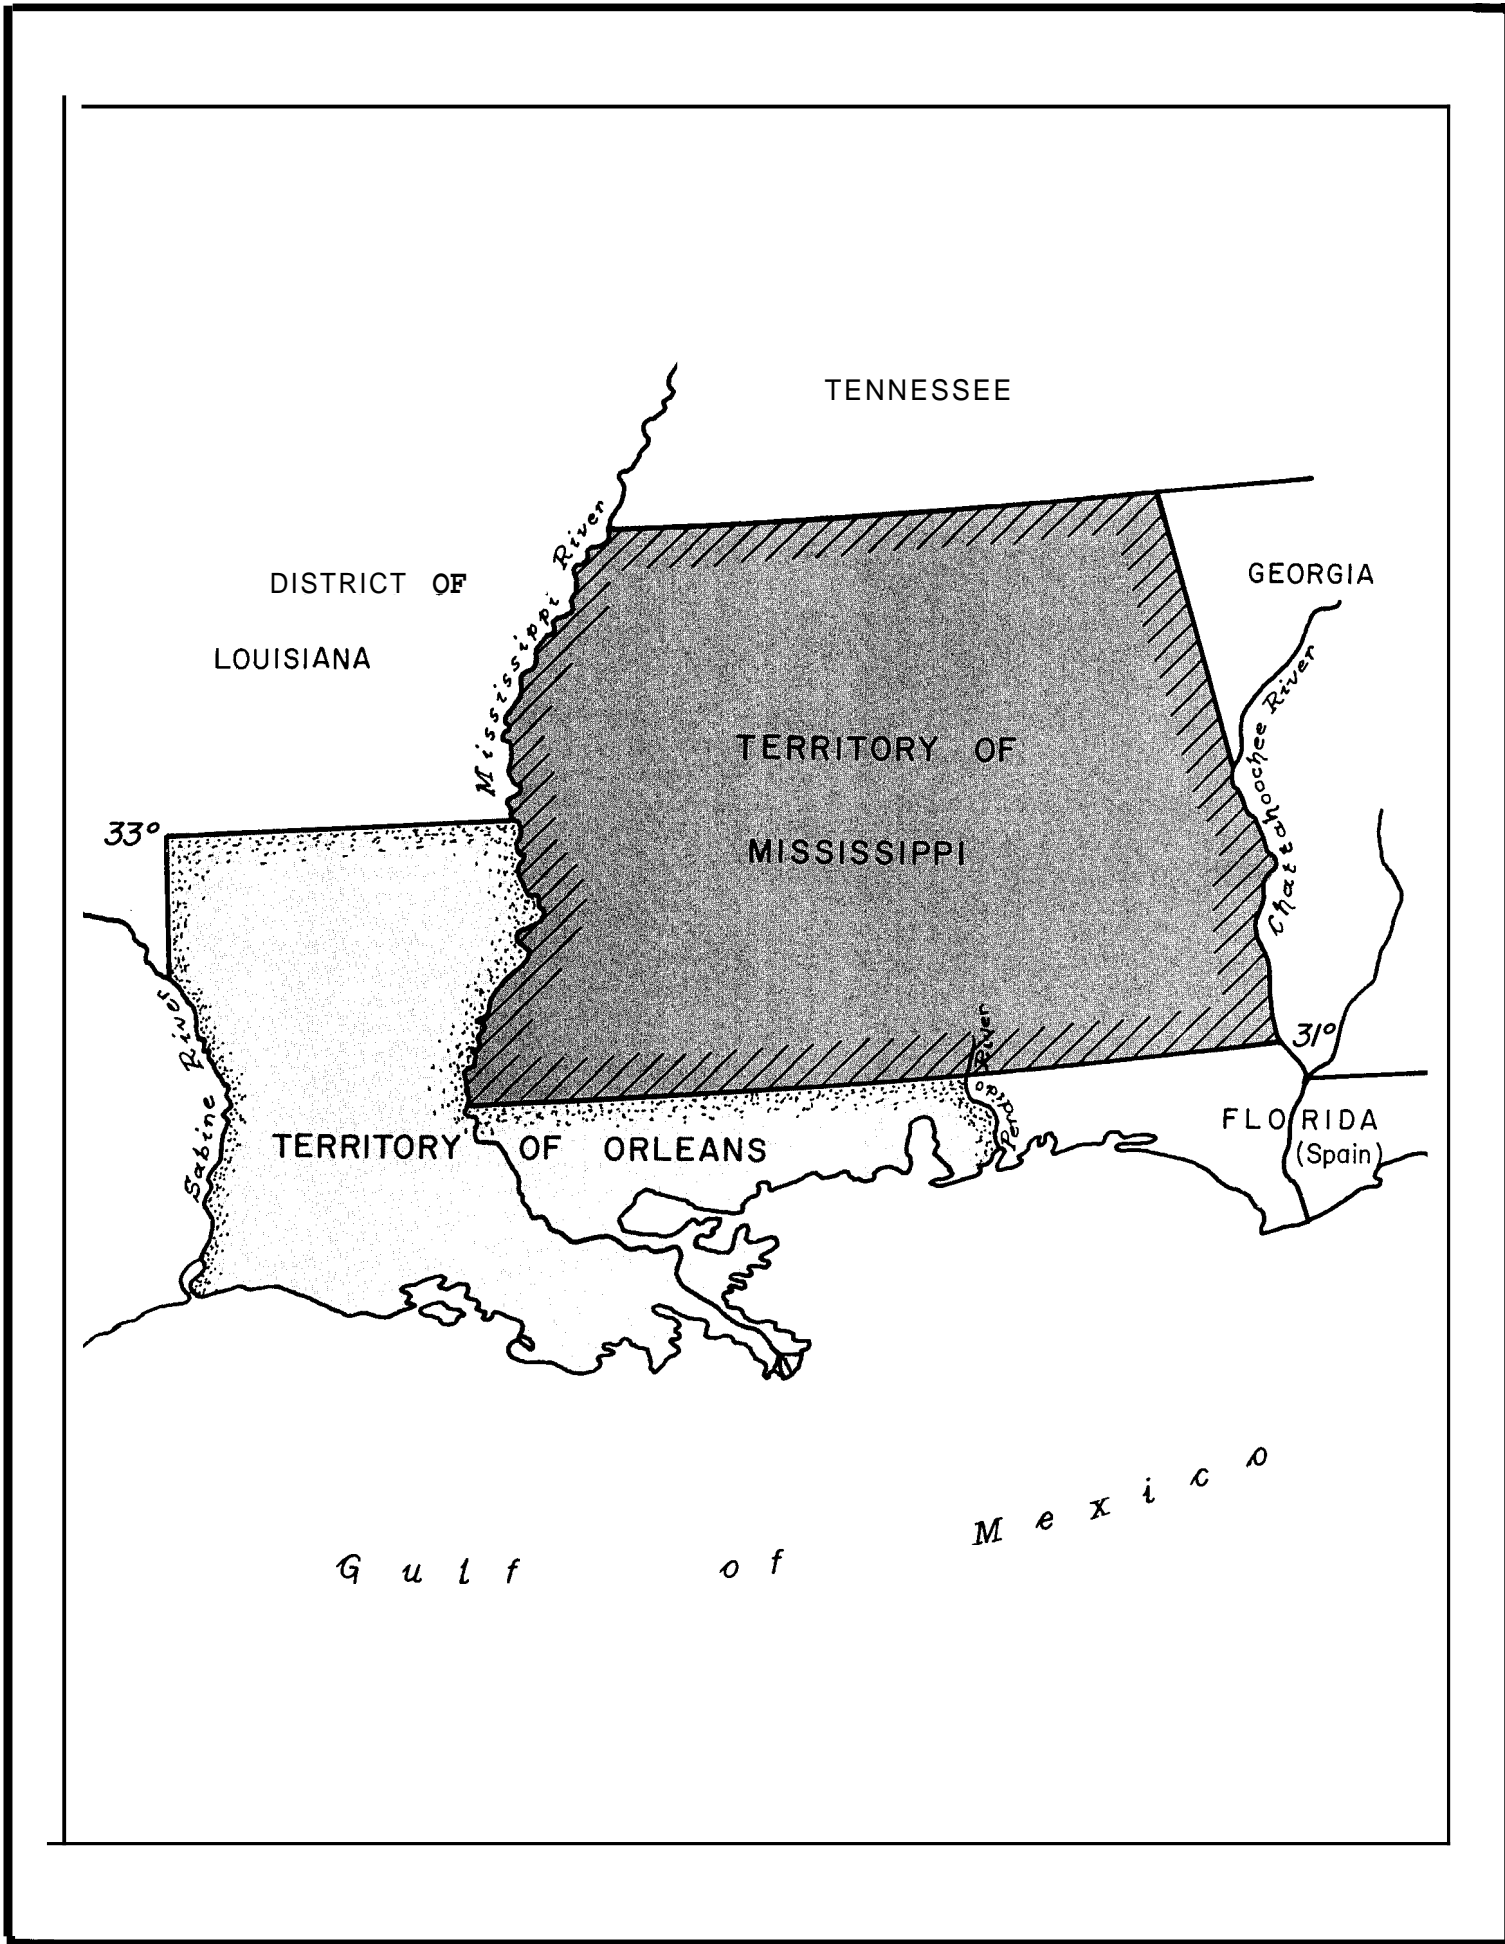 TENNESSEE
Mississippi River
DISTRICT OF
LOUISIANA
GEORGIA
Chattahoochee River
TERRITORY OF
MISSISSIPPI
33°
Sabine River
31°
Perdido River
TERRITORY OF ORLEANS
FLORIDA
(Spain)
Gulf of Mexico